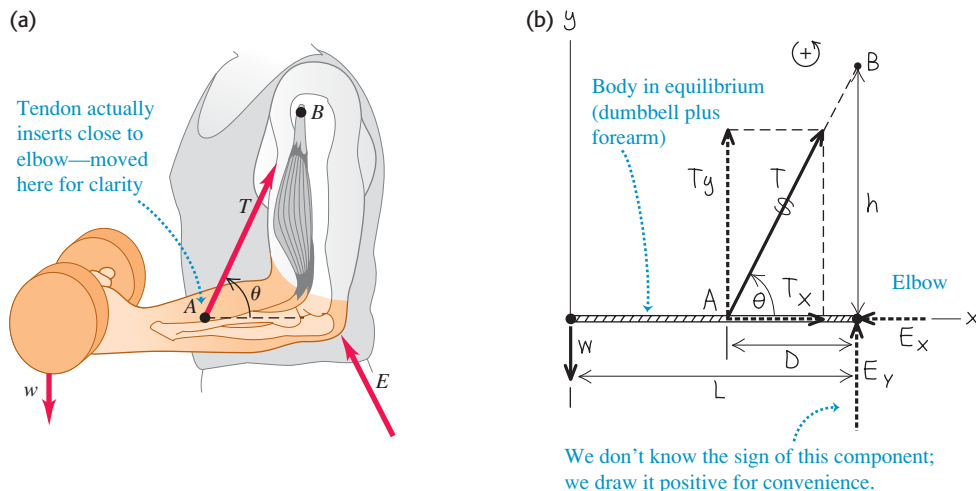 (a)
Tendon actually
inserts close to
elbow—moved
here for clarity
B
T
A
θ
w
E
(b)
y
+
B
Body in equilibrium
(dumbbell plus
forearm)
Ty
T
h
Elbow
A
θ
Tx
x
Ex
w
D
Ey
L
We don't know the sign of this component;
we draw it positive for convenience.